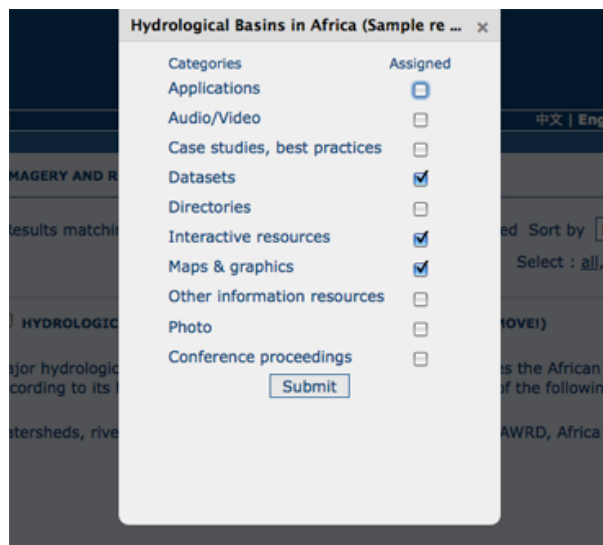 Hydrological Basins in Africa (Sample re ... ×
Categories Assigned
Applications
中文 | Eng
Audio/Video
Case studies, best practices
MAGERY AND R
Datasets
Directories
esults matchi
ed Sort by
Interactive resources
Select : all,
Maps & graphics
Other information resources
HYDROLOGIC
Photo
MOVE!)
Conference proceedings
ajor hydrologic
es the African
Submit
cording to its
of the followin
atersheds, rive
AWRD, Africa